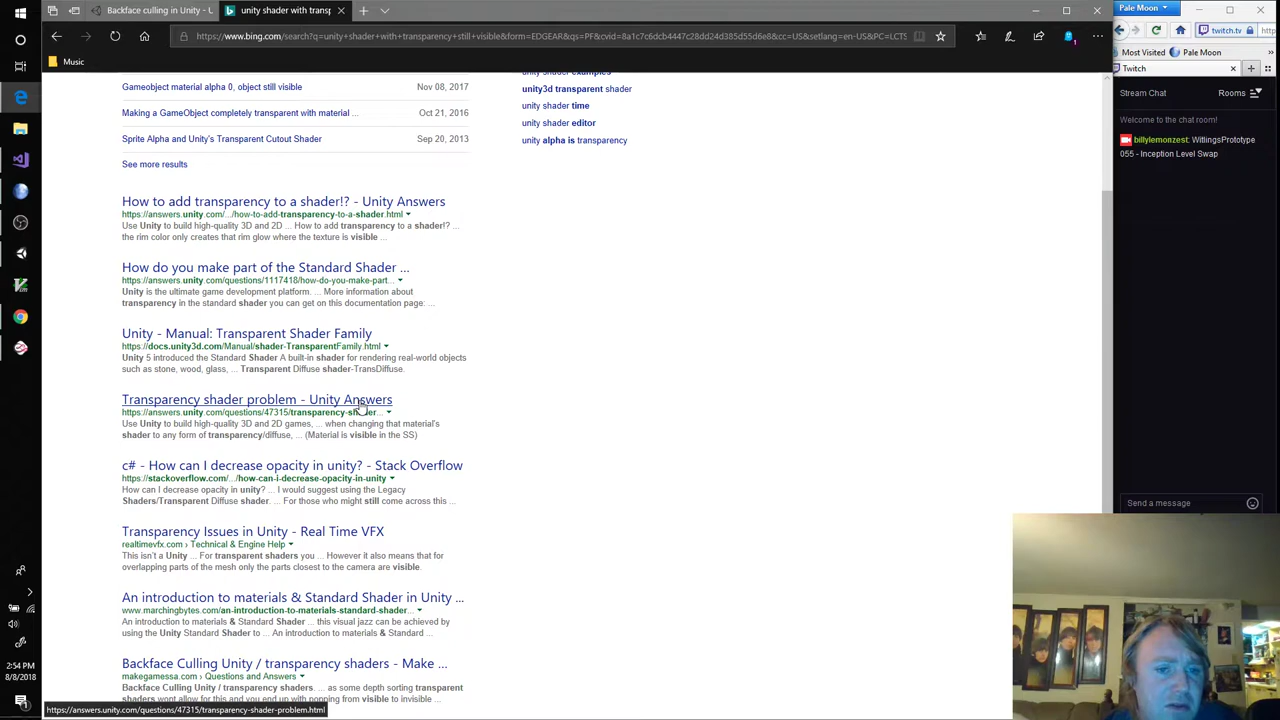 Backface culling in Unity - U
unity shader with transp
https://www.bing.com/search?q=unity+shader+with+transparency+still+visible&form=EDGEAR&qs=PF&cvid=8a1c7c6dcb4447c28dd24d385d55d6e8&cc=US&setlang=en-US&PC=LCTS
Music
Gameobject material alpha 0, object still visible
Nov 08, 2017
Making a GameObject completely transparent with material ...
Oct 21, 2016
Sprite Alpha and Unity's Transparent Cutout Shader
Sep 20, 2013
See more results
unity shader examples
unity3d transparent shader
unity shader time
unity shader editor
unity alpha is transparency
How to add transparency to a shader!? - Unity Answers
https://answers.unity.com/.../how-to-add-transparency-to-a-shader.html
Use Unity to build high-quality 3D and 2D ... How to add transparency to a shader!? ...
the rim color only creates that rim glow where the texture is visible ...
How do you make part of the Standard Shader ...
https://answers.unity.com/questions/1117418/how-do-you-make-part...
Unity is the ultimate game development platform. ... More information about
transparency in the standard shader you can get on this documentation page: ...
Unity - Manual: Transparent Shader Family
https://docs.unity3d.com/Manual/shader-TransparentFamily.html
Unity 5 introduced the Standard Shader A built-in shader for rendering real-world objects
such as stone, wood, glass, ... Transparent Diffuse shader-TransDiffuse.
Transparency shader problem - Unity Answers
https://answers.unity.com/questions/47315/transparency-shader...
Use Unity to build high-quality 3D and 2D games, ... when changing that material's
shader to any form of transparency/diffuse, ... (Material is visible in the SS)
c# - How can I decrease opacity in unity? - Stack Overflow
https://stackoverflow.com/.../how-can-i-decrease-opacity-in-unity
How can I decrease opacity in unity? ... I would suggest using the Legacy
Shaders/Transparent Diffuse shader. ... For those who might still come across this ...
Transparency Issues in Unity - Real Time VFX
realtimevfx.com › Technical & Engine Help
This isn't a Unity ... For transparent shaders you ... However it also means that for
overlapping parts of the mesh only the parts closest to the camera are visible.
An introduction to materials & Standard Shader in Unity ...
www.marchingbytes.com/an-introduction-to-materials-standard-shader...
An introduction to materials & Standard Shader ... this visual jazz can be achieved by
using the Unity Standard Shader to ... An introduction to materials & Standard ...
Backface Culling Unity / transparency shaders - Make ...
makegamessa.com › Questions and Answers
Backface Culling Unity / transparency shaders. ... as some depth sorting transparent
shaders wont allow for this and you end up with popping from visible to invisible ...
https://answers.unity.com/questions/47315/transparency-shader-problem.html
2:54 PM
8/8/2018
Pale Moon
twitch.tv
http
Most Visited
Pale Moon
Twitch
Stream Chat
Rooms
Welcome to the chat room!
billylemonzest: WitlingsPrototype
055 - Inception Level Swap
Send a message